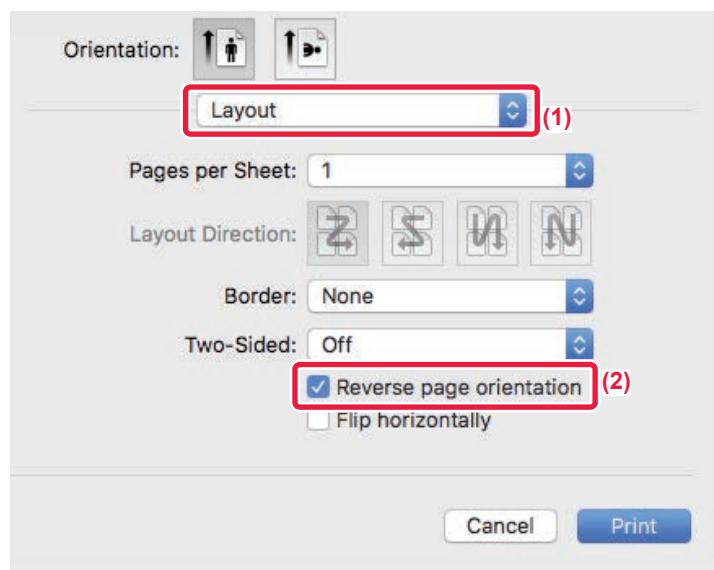 Orientation:
Layout
(1)
Pages per Sheet: 1
Layout Direction:
Border: None
Two-Sided: Off
Reverse page orientation
(2)
Flip horizontally
Cancel Print